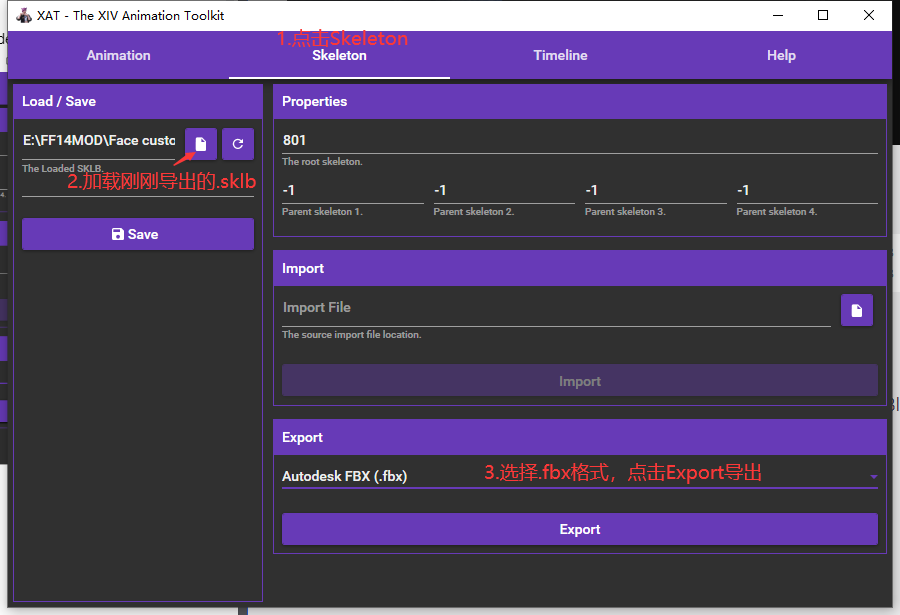 XAT - The XIV Animation Toolkit
1.点击Skeleton
Animation
Skeleton
Timeline
Help
Load / Save
E:\FF14MOD\Face custo
The Loaded SKLB.
2.加载刚刚导出的.sklb
Save
Properties
801
The root skeleton.
-1
-1
-1
-1
Parent skeleton 1.
Parent skeleton 2.
Parent skeleton 3.
Parent skeleton 4.
Import
Import File
The source import file location.
Import
Export
Autodesk FBX (.fbx)
3.选择.fbx格式，点击Export导出
Export